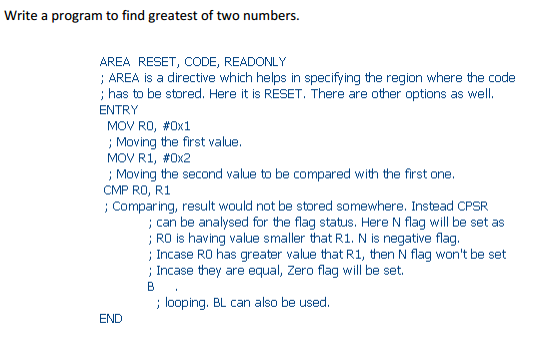 Write a program to find greatest of two numbers.
AREA RESET, CODE, READONLY
; AREA is a directive which helps in specifying the region where the code
; has to be stored. Here it is RESET. There are other options as well.
ENTRY
MOV R0, #0x1
; Moving the first value.
MOV R1, #0x2
; Moving the second value to be compared with the first one.
CMP R0, R1
; Comparing, result would not be stored somewhere. Instead CPSR
; can be analysed for the flag status. Here N flag will be set as
; R0 is having value smaller that R1. N is negative flag.
; Incase R0 has greater value that R1, then N flag won't be set
; Incase they are equal, Zero flag will be set.
B .
; looping. BL can also be used.
END